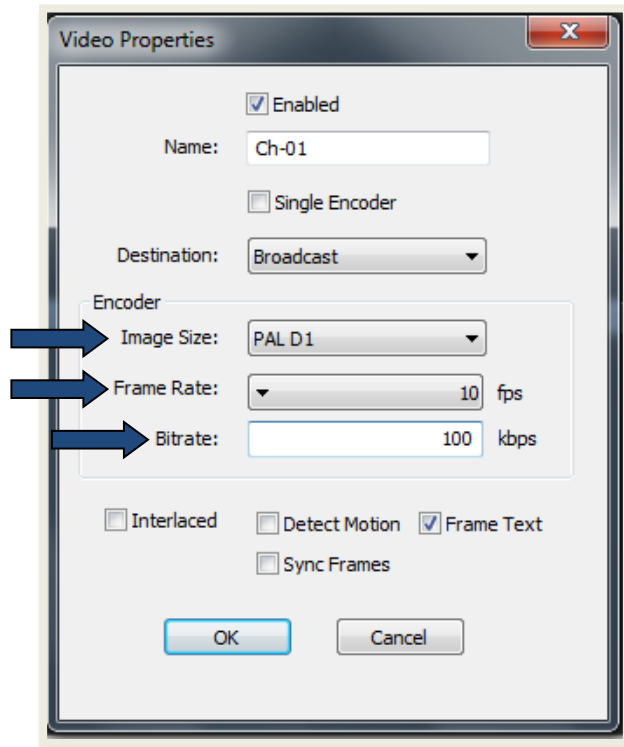 Video Properties
Enabled
Name: Ch-01
Single Encoder
Destination: Broadcast
Encoder
Image Size: PAL D1
Frame Rate: 10 fps
Bitrate: 100 kbps
Interlaced Detect Motion Frame Text
Sync Frames
OK Cancel